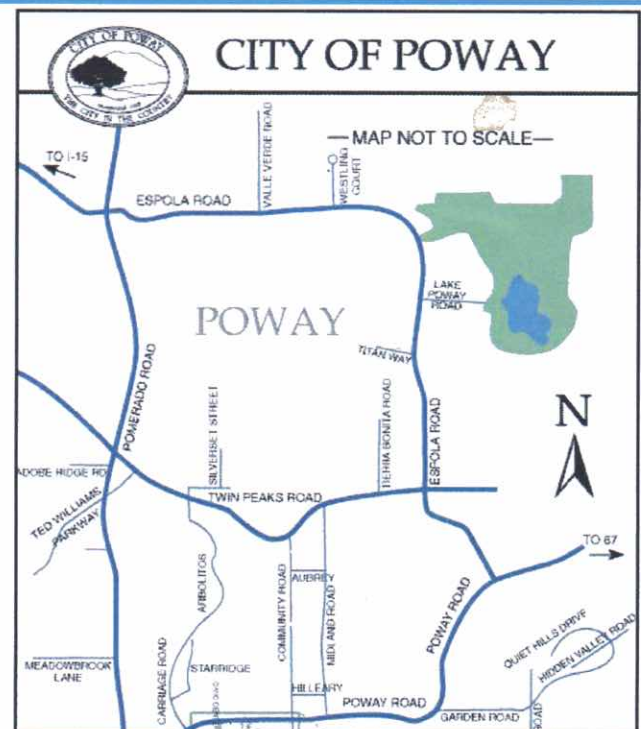 CITY OF POWAY
THE CITY IN THE COUNTRY
CITY OF POWAY
—MAP NOT TO SCALE—
TO I-15
VALLE VERDE ROAD
WESTLING
COURT
ESPOLA ROAD
LAKE
POWAY
ROAD
POWAY
TITAN WAY
POMERADO ROAD
SILVERSET STREET
TIERRA BONITA ROAD
ESPOLA ROAD
N
ADOBE RIDGE RD
TWIN PEAKS ROAD
TED WILLIAMS
PARKWAY
TO 67
ARBOLITOS
COMMUNITY ROAD
AUBREY
MIDLAND ROAD
POWAY ROAD
QUIET HILLS DRIVE
HIDDEN VALLEY ROAD
MEADOWBROOK
LANE
CARRIAGE ROAD
STARRIDGE
HILLEARY
POWAY ROAD
GARDEN ROAD
ROAD